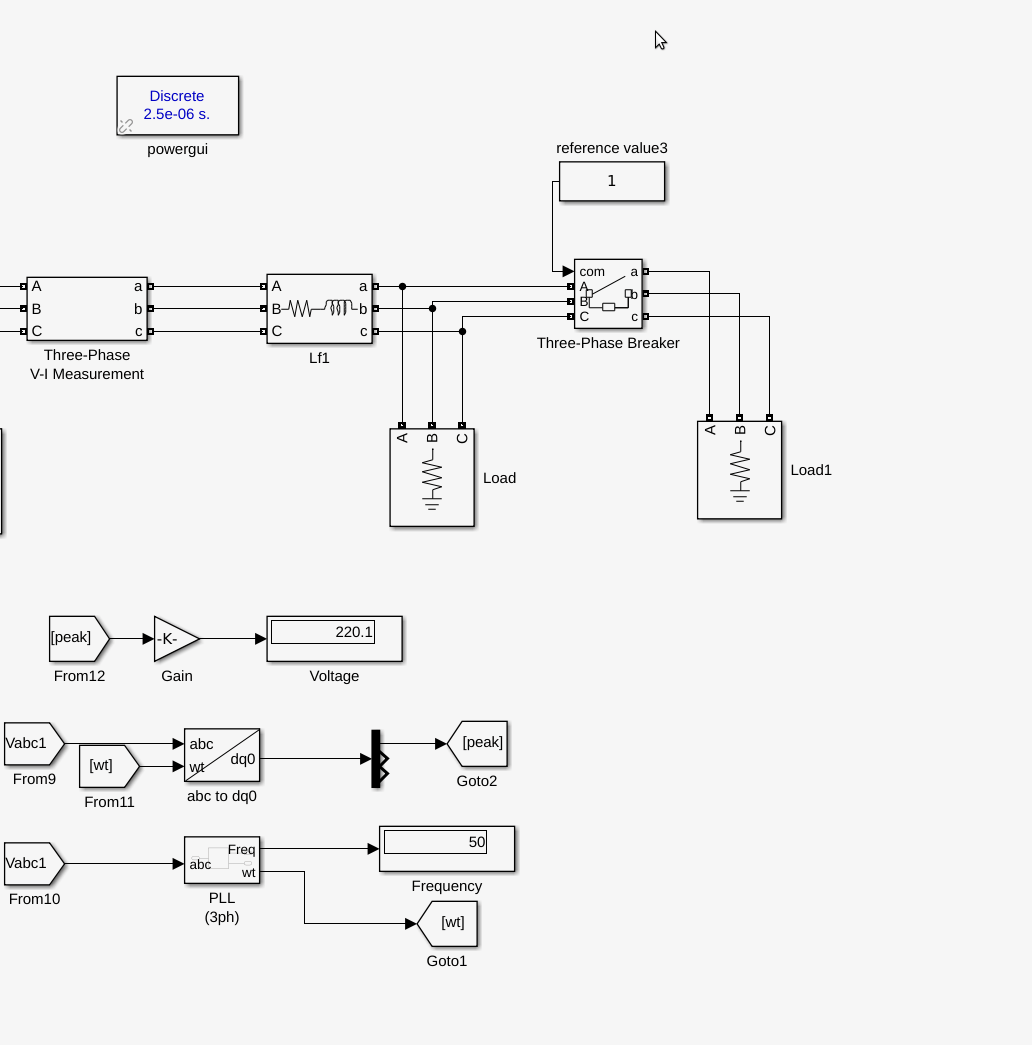 Discrete
2.5e-06 s.
powergui
reference value3
1
com
a
A
b
B
C
c
Three-Phase Breaker
A
a
B
b
C
c
Three-Phase
V-I Measurement
A
a
B
b
C
c
Lf1
A
B
C
Load
A
B
C
Load1
[peak]
From12
-K-
Gain
220.1
Voltage
Vabc1
From9
[wt]
From11
abc
wt
dq0
abc to dq0
[peak]
Goto2
Vabc1
From10
abc
Freq
wt
PLL
(3ph)
50
Frequency
[wt]
Goto1